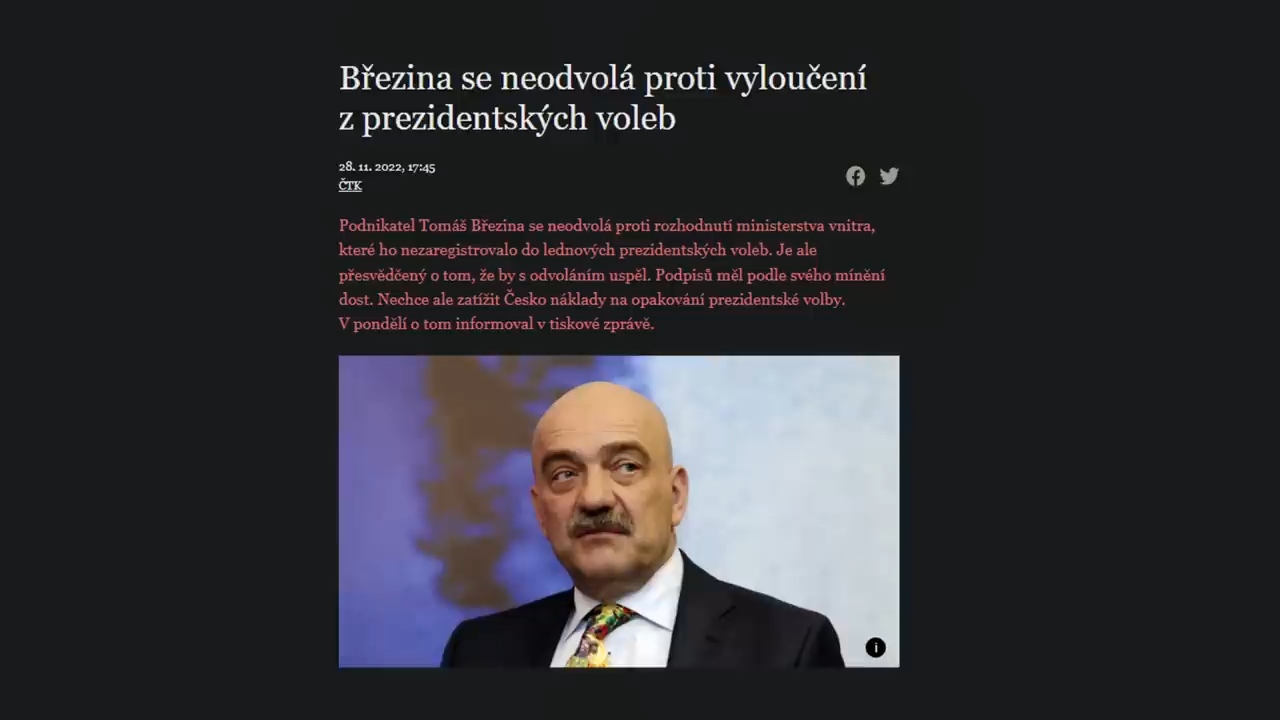 Březina se neodvolá proti vyloučení
z prezidentských voleb
28. 11. 2022, 17:45
ČTK
Podnikatel Tomáš Březina se neodvolá proti rozhodnutí ministerstva vnitra,
které ho nezaregistrovalo do lednových prezidentských voleb. Je ale
přesvědčený o tom, že by s odvoláním uspěl. Podpisů měl podle svého mínění
dost. Nechce ale zatížit Česko náklady na opakování prezidentské volby.
V pondělí o tom informoval v tiskové zprávě.